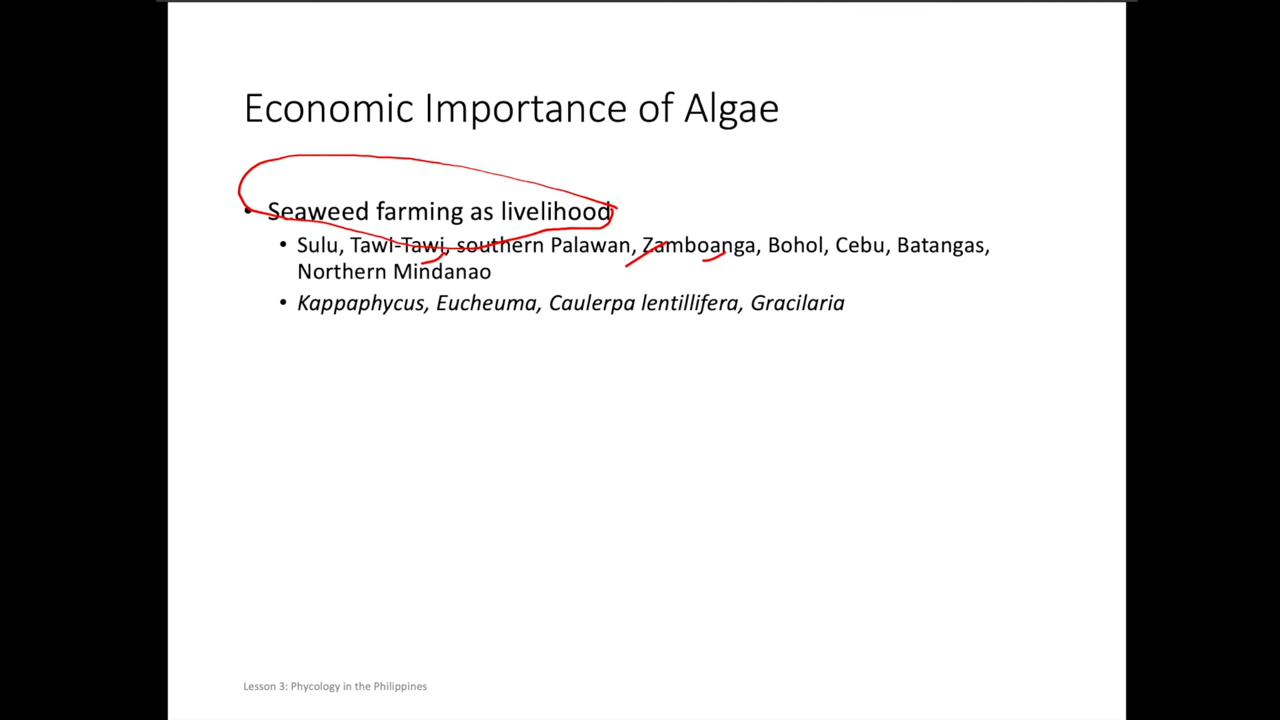 Economic Importance of Algae
• Seaweed farming as livelihood
• Sulu, Tawi-Tawi, southern Palawan, Zamboanga, Bohol, Cebu, Batangas,
Northern Mindanao
• Kappaphycus, Eucheuma, Caulerpa lentillifera, Gracilaria
Lesson 3: Phycology in the Philippines